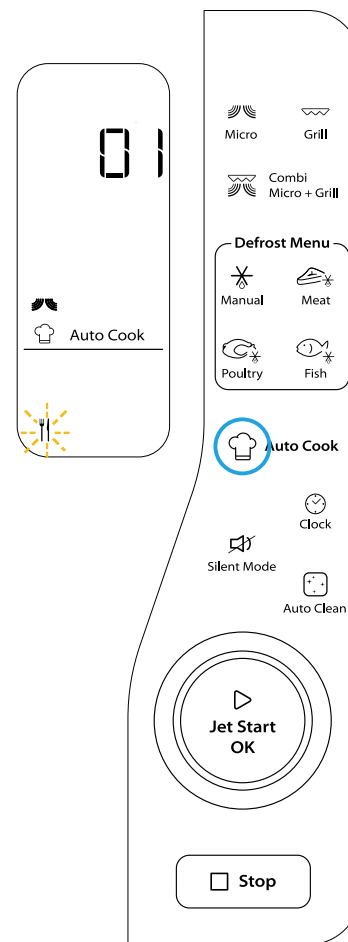 01
Auto Cook
Micro
Grill
Combi
Micro + Grill
Defrost Menu
Manual
Meat
Poultry
Fish
Auto Cook
Clock
Silent Mode
Auto Clean
Jet Start
OK
Stop